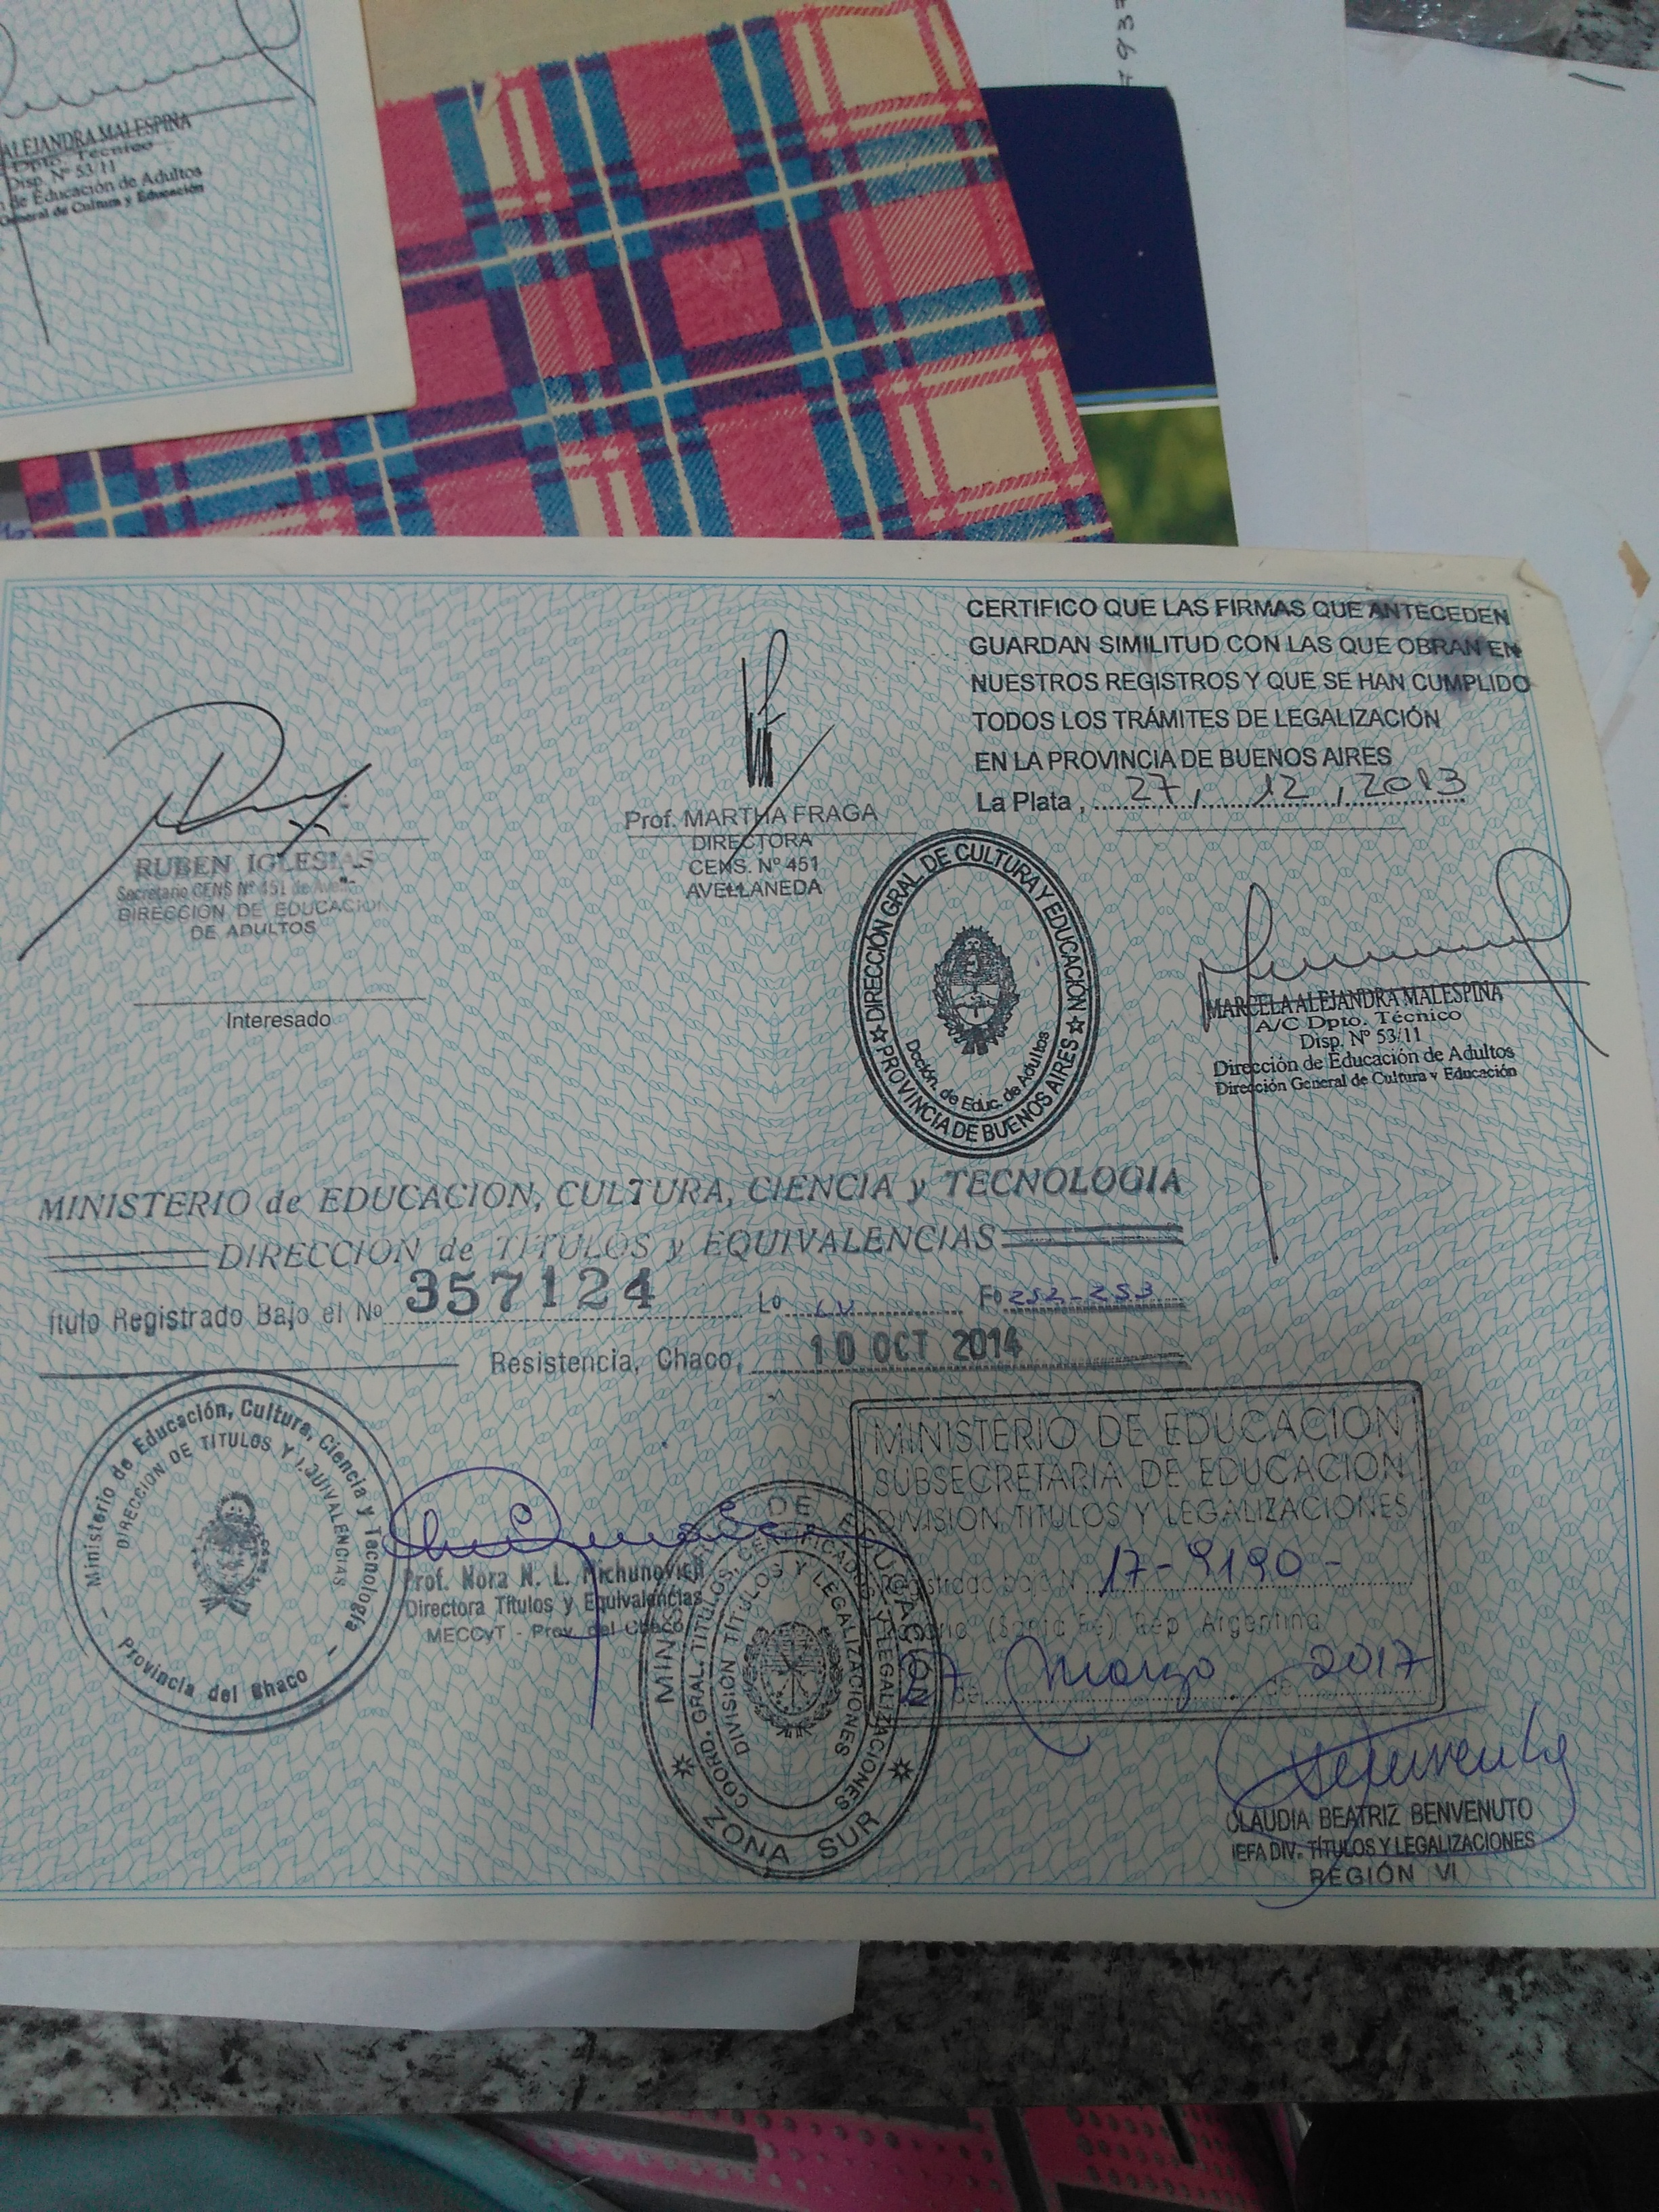 ALEJANDRA MALESPINA
Dpto. Técnico
Disp. Nº 53/11
de Educación de Adultos
General de Cultura y Educación
CERTIFICO QUE LAS FIRMAS QUE ANTECEDEN
GUARDAN SIMILITUD CON LAS QUE OBRAN EN
NUESTROS REGISTROS Y QUE SE HAN CUMPLIDO
TODOS LOS TRÁMITES DE LEGALIZACIÓN
EN LA PROVINCIA DE BUENOS AIRES
La Plata, 27, 12, 2013
RUBEN IGLESIAS
Secretario CENS Nº 451 de
DIRECCION DE EDUCACION
DE ADULTOS
Interesado
Prof. MARTHA FRAGA
DIRECTORA
CENS. Nº 451
AVELLANEDA
DIRECCIÓN GRAL. DE CULTURA Y EDUCACIÓN
Dcción. de Educ. de Adultos
PROVINCIA DE BUENOS AIRES
MARCELA ALEJANDRA MALESPINA
A/C Dpto. Técnico
Disp. Nº 53/11
Dirección de Educación de Adultos
Dirección General de Cultura y Educación
MINISTERIO de EDUCACION, CULTURA, CIENCIA y TECNOLOGIA
DIRECCION de TITULOS y EQUIVALENCIAS
ítulo Registrado Bajo el Nº 357124 Lo Fo 252-253
Resistencia, Chaco, 10 OCT 2014
Ministerio de Educación, Cultura, Ciencia y Tecnología
DIRECCION DE TITULOS Y EQUIVALENCIAS
Provincia del Chaco
Prof. Nora N. L. Michunovich
Directora Títulos y Equivalencias
MECCyT - Prov. del Chaco
MINISTERIO DE EDUCACION
COORD. GRAL. TITULOS, CERTIFICADOS Y LEGALIZACIONES
DIVISION TITULOS Y LEGALIZACIONES
ZONA SUR
MINISTERIO DE EDUCACION
SUBSECRETARIA DE EDUCACION
DIVISION TITULOS Y LEGALIZACIONES
Registrado bajo N 17-9190-
Rosario (Santa Fe) Rep. Argentina
27 de Marzo de 2017
CLAUDIA BEATRIZ BENVENUTO
JEFA DIV. TÍTULOS Y LEGALIZACIONES
REGIÓN VI